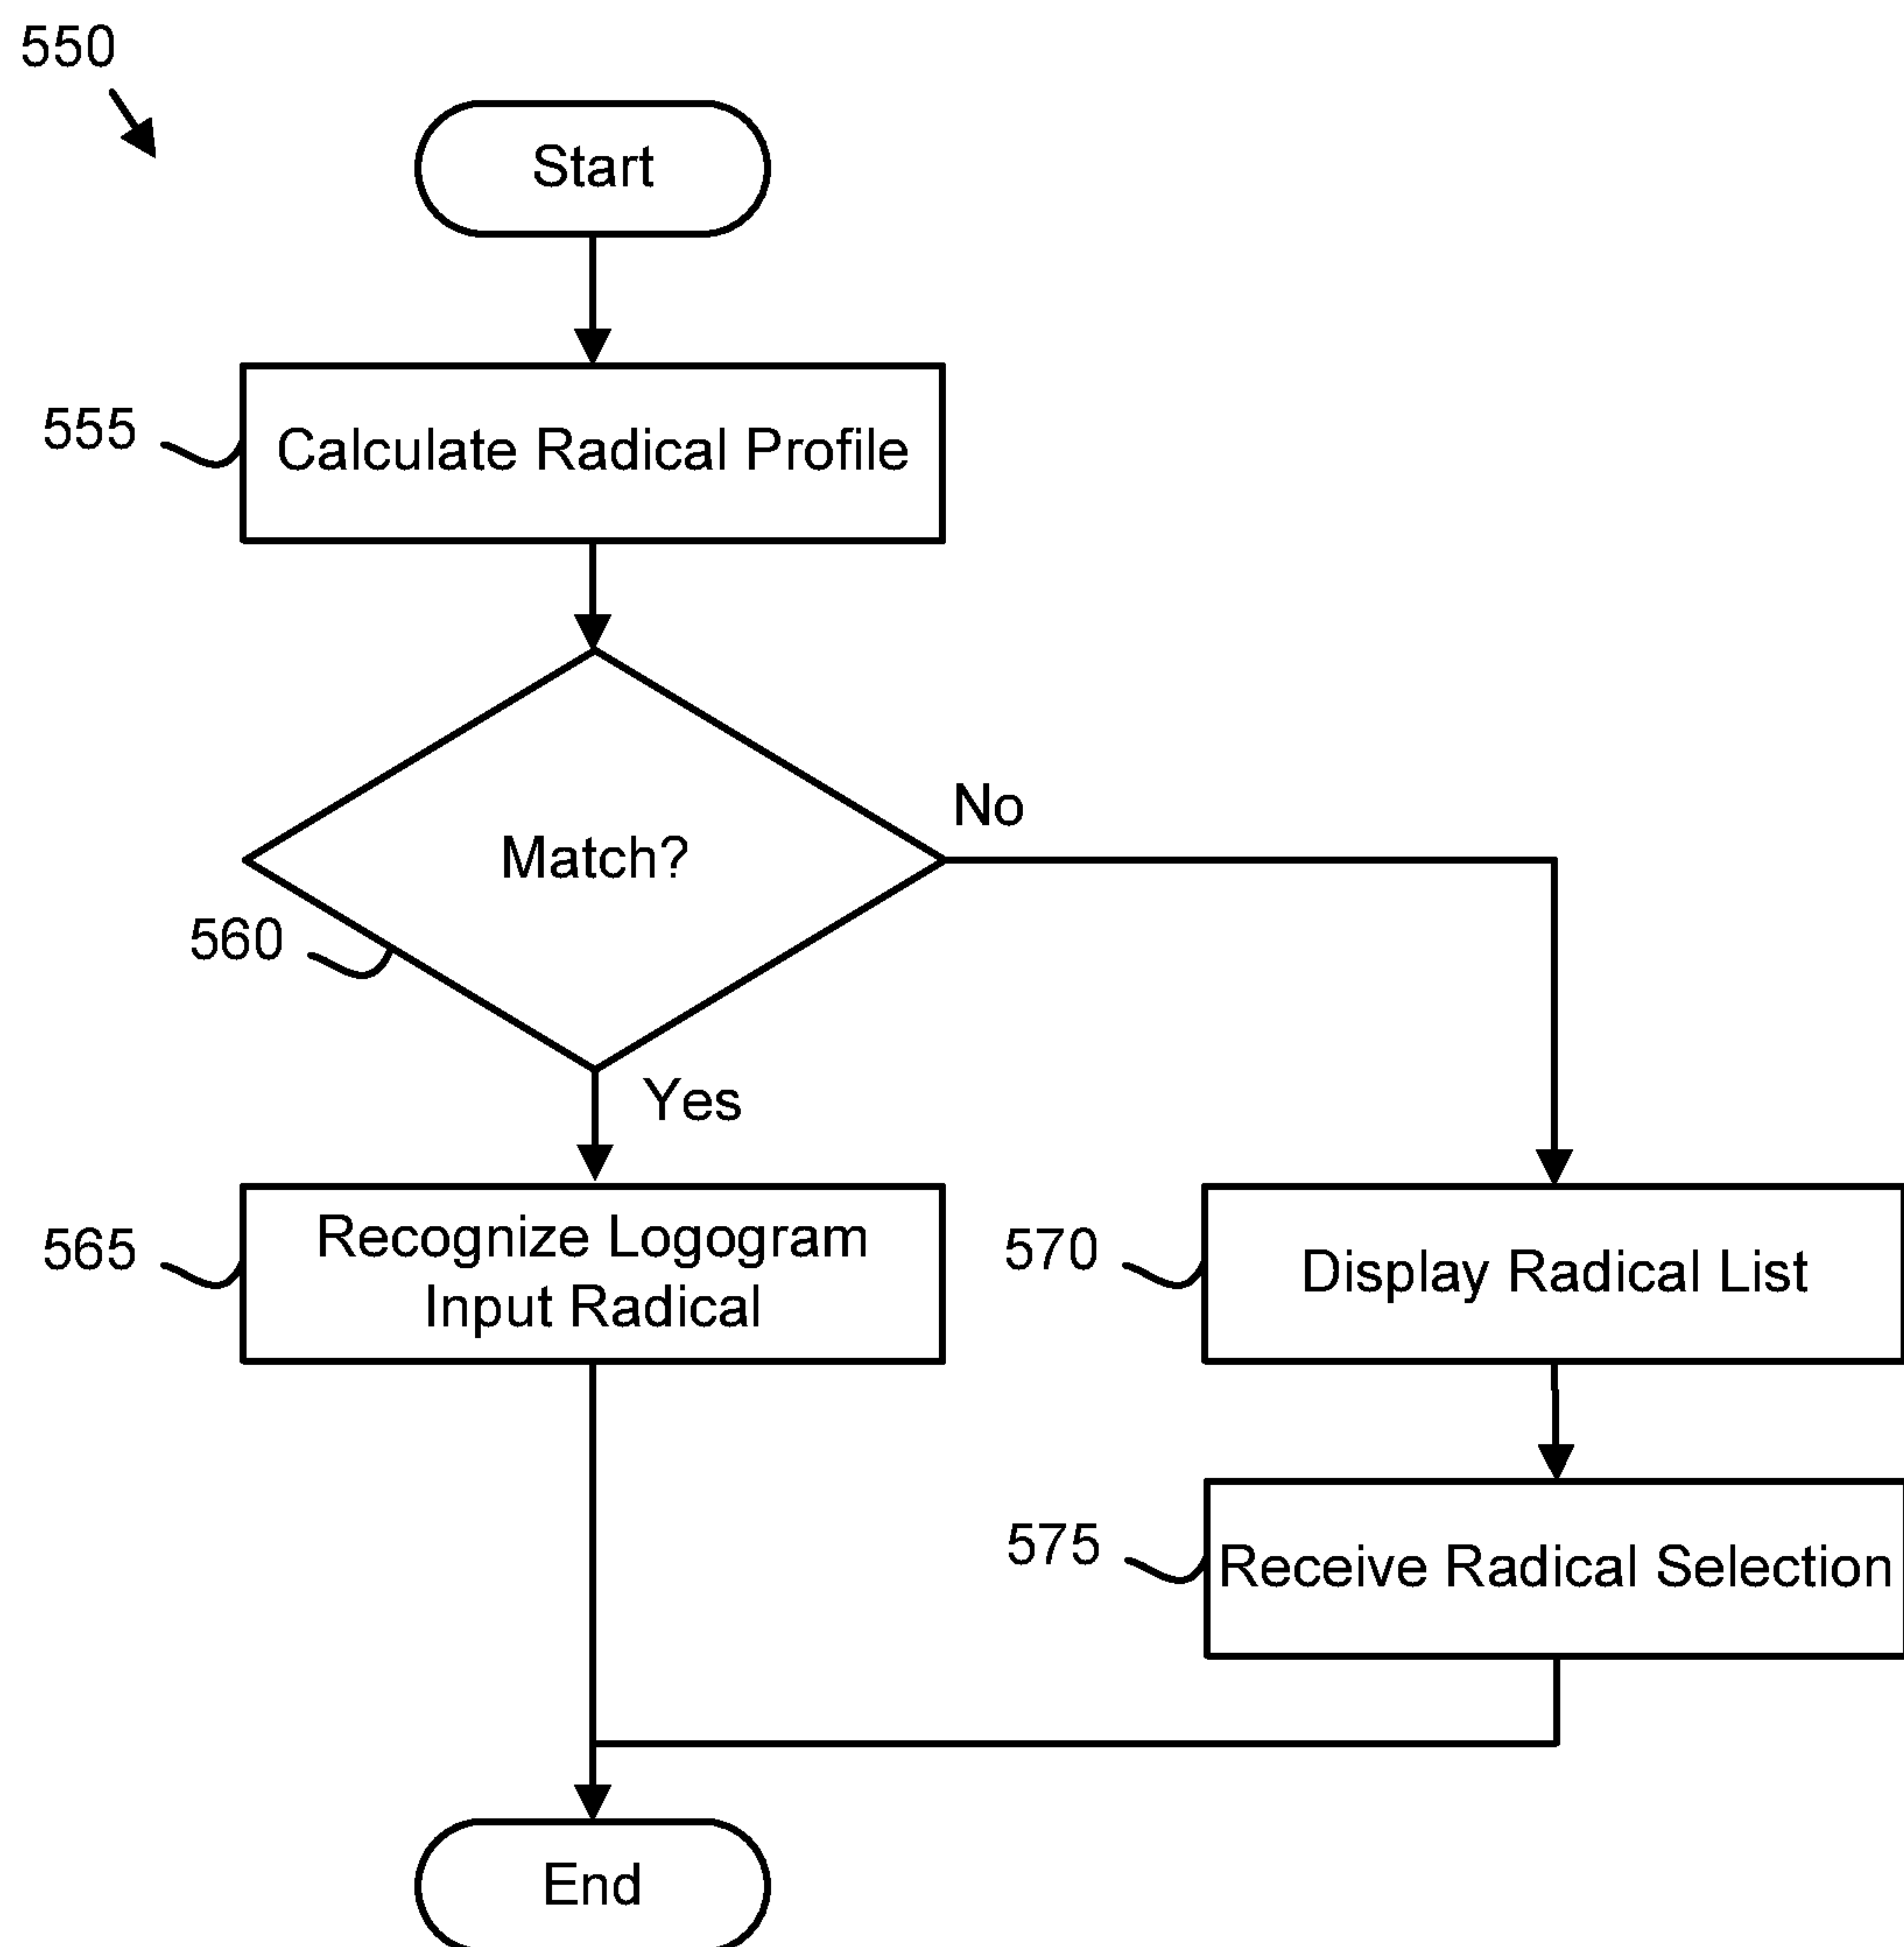 550
Start
555
Calculate Radical Profile
Match?
No
560
Yes
565
Recognize Logogram
Input Radical
570
Display Radical List
575
Receive Radical Selection
End